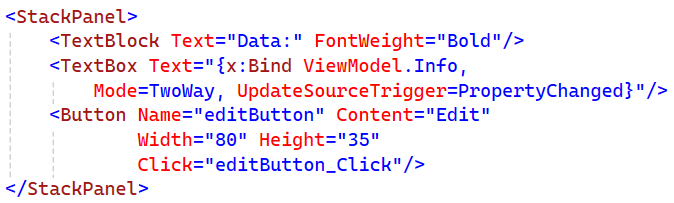 <StackPanel>
    <TextBlock Text="Data:" FontWeight="Bold"/>
    <TextBox Text="{x:Bind ViewModel.Info,
        Mode=TwoWay, UpdateSourceTrigger=PropertyChanged}"/>
    <Button Name="editButton" Content="Edit"
            Width="80" Height="35"
            Click="editButton_Click"/>
</StackPanel>